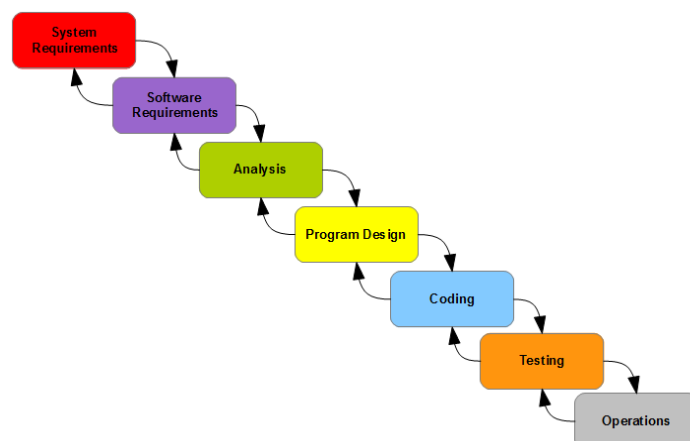 System
Requirements
Software
Requirements
Analysis
Program Design
Coding
Testing
Operations